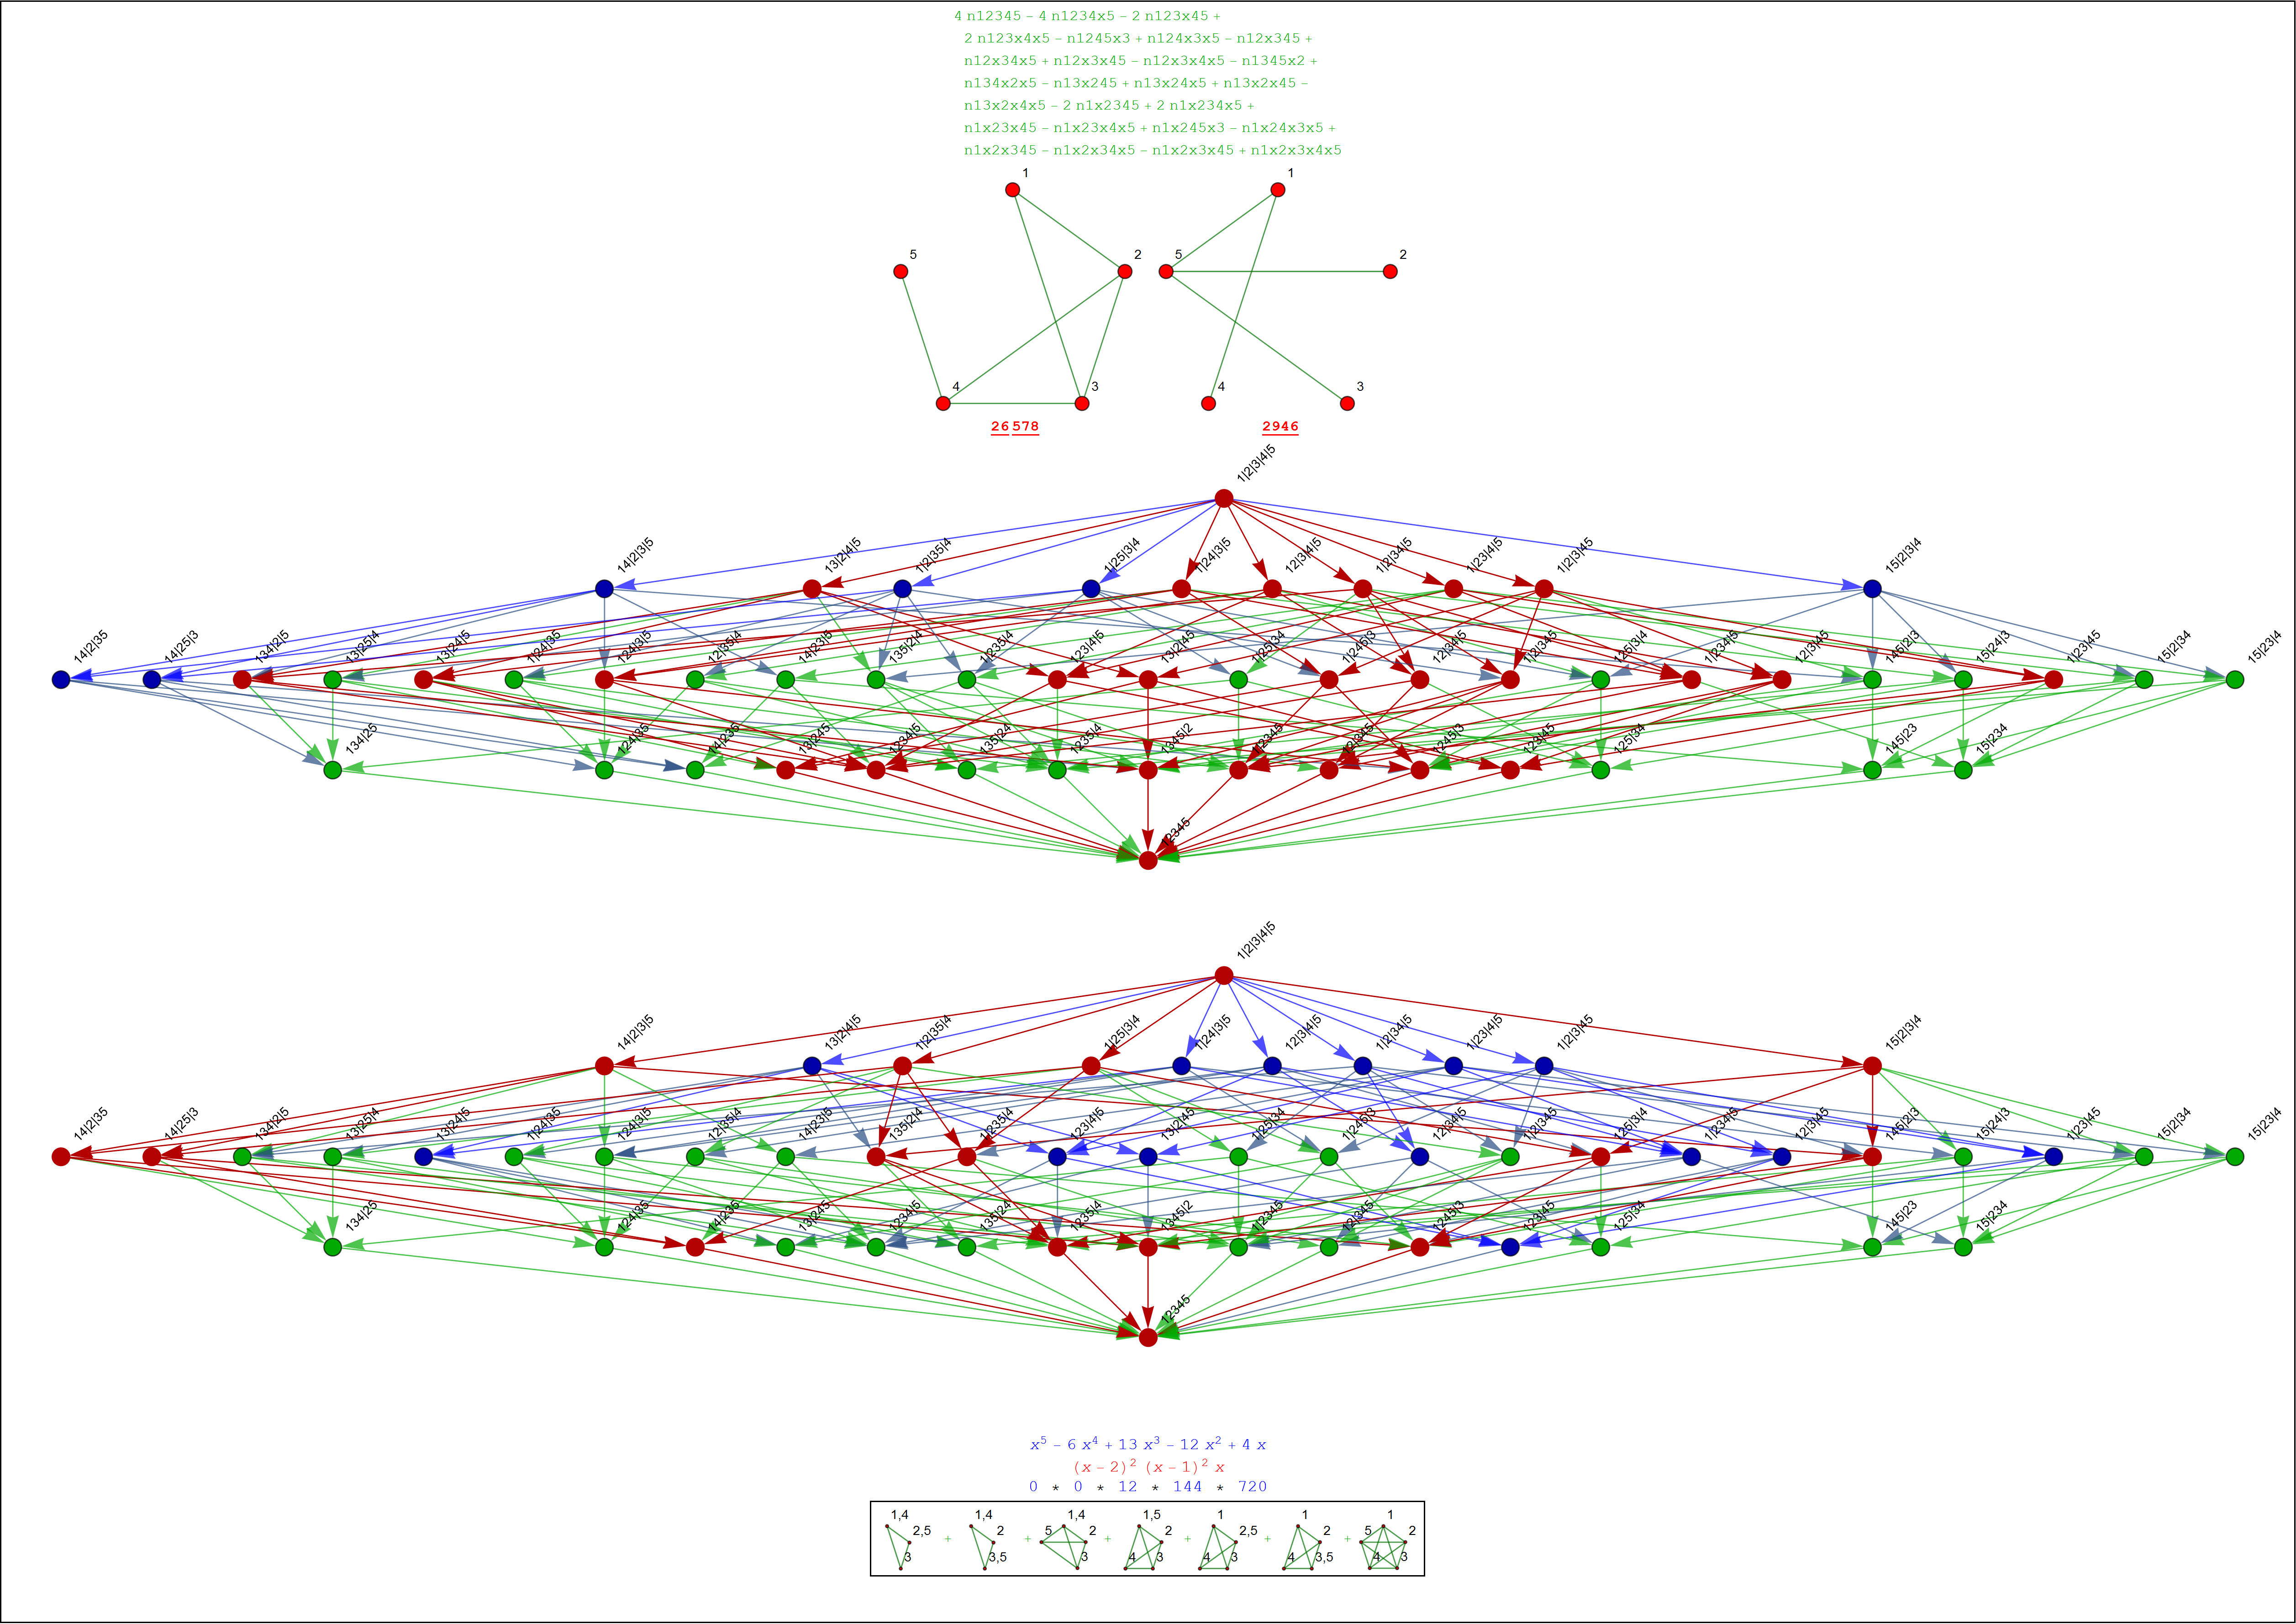 4 n12345 – 4 n1234x5 – 2 n123x45 +
2 n123x4x5 – n1245x3 + n124x3x5 – n12x345 +
n12x34x5 + n12x3x45 – n12x3x4x5 – n1345x2 +
n134x2x5 – n13x245 + n13x24x5 + n13x2x45 –
n13x2x4x5 – 2 n1x2345 + 2 n1x234x5 +
n1x23x45 – n1x23x4x5 + n1x245x3 – n1x24x3x5 +
n1x2x345 – n1x2x34x5 – n1x2x3x45 + n1x2x3x4x5
1 1
5 2 5 2
4 3 4 3
26 578 2946
1|2|3|4|5
14|2|3|5 13|2|4|5 1|2|35|4 1|25|3|4 1|24|3|5 12|3|4|5 1|2|34|5 1|23|4|5 1|2|3|45 15|2|3|4
14|2|35 14|25|3 134|2|5 13|25|4 13|24|5 1|24|35 124|3|5 12|35|4 14|23|5 135|2|4 1|235|4 123|4|5 13|2|45 1|25|34 1|245|3 12|34|5 1|2|345 125|3|4 1|234|5 12|3|45 145|2|3 15|24|3 1|23|45 15|2|34 15|23|4
134|25 124|35 14|235 13|245 1234|5 135|24 1235|4 1345|2 1|2345 12|345 1245|3 123|45 125|34 145|23 15|234
12345
1|2|3|4|5
14|2|3|5 13|2|4|5 1|2|35|4 1|25|3|4 1|24|3|5 12|3|4|5 1|2|34|5 1|23|4|5 1|2|3|45 15|2|3|4
14|2|35 14|25|3 134|2|5 13|25|4 13|24|5 1|24|35 124|3|5 12|35|4 14|23|5 135|2|4 1|235|4 123|4|5 13|2|45 1|25|34 1|245|3 12|34|5 1|2|345 125|3|4 1|234|5 12|3|45 145|2|3 15|24|3 1|23|45 15|2|34 15|23|4
134|25 124|35 14|235 13|245 1234|5 135|24 1235|4 1345|2 1|2345 12|345 1245|3 123|45 125|34 145|23 15|234
12345
x⁵ – 6 x⁴ + 13 x³ – 12 x² + 4 x
(x – 2)² (x – 1)² x
0 * 0 * 12 * 144 * 720
1,4 1,4 1,4 1,5 1 1 1
2,5 2 5 2 2 2,5 2 5 2
+ + + + + +
3 3,5 3 4 3 4 3 4 3,5 4 3